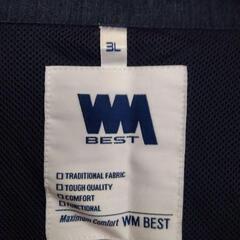 3L
WM
BEST
TRADITIONAL FABRIC
TOUGH QUALITY
COMFORT
FUNCTIONAL
Maximum Comfort WM BEST